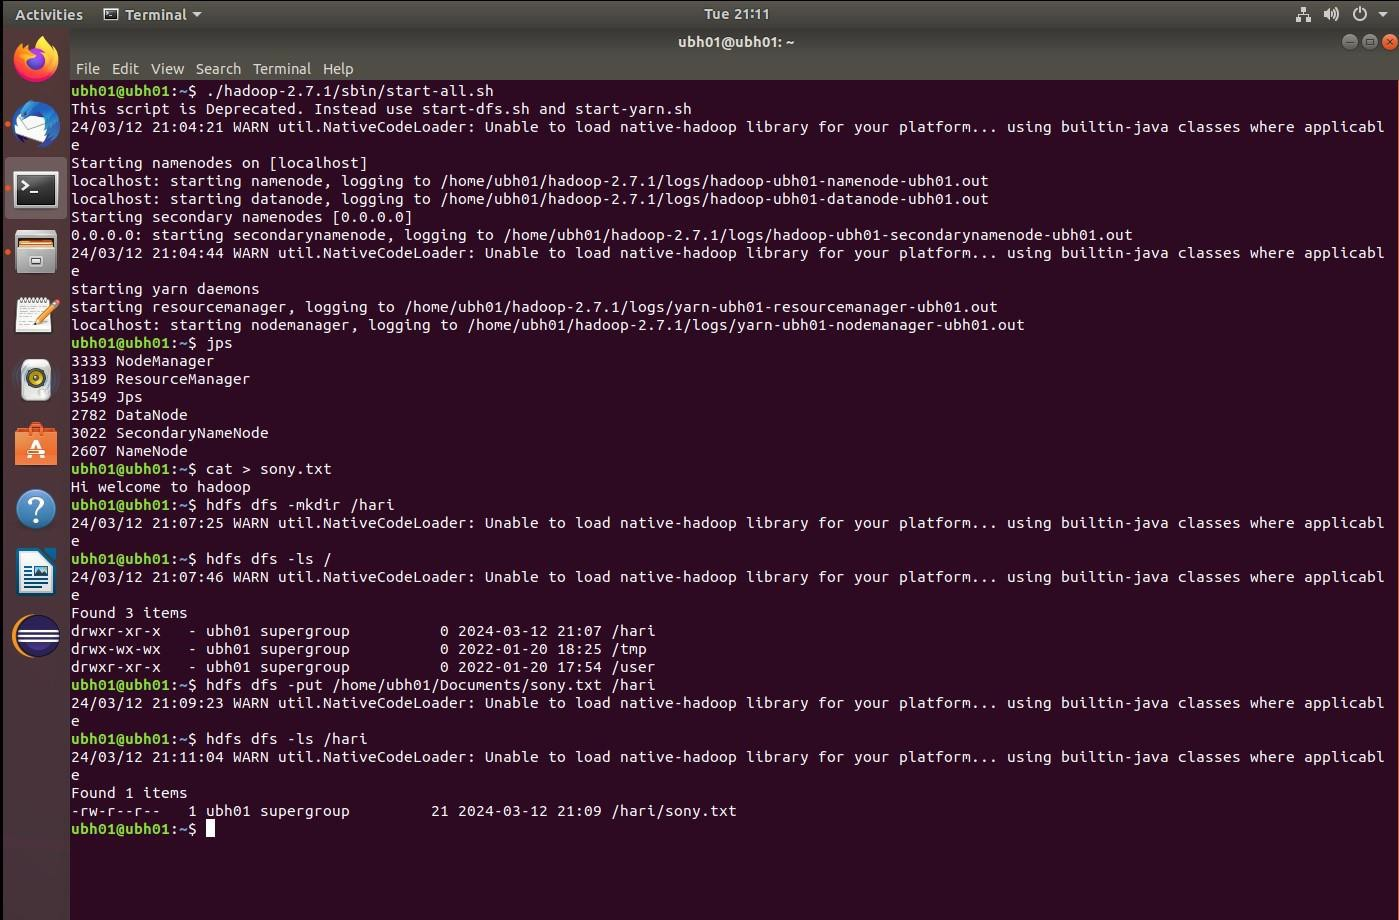 Activities Terminal Tue 21:11
ubh01@ubh01: ~
File Edit View Search Terminal Help
ubh01@ubh01:~$ ./hadoop-2.7.1/sbin/start-all.sh
This script is Deprecated. Instead use start-dfs.sh and start-yarn.sh
24/03/12 21:04:21 WARN util.NativeCodeLoader: Unable to load native-hadoop library for your platform... using builtin-java classes where applicabl
e
Starting namenodes on [localhost]
localhost: starting namenode, logging to /home/ubh01/hadoop-2.7.1/logs/hadoop-ubh01-namenode-ubh01.out
localhost: starting datanode, logging to /home/ubh01/hadoop-2.7.1/logs/hadoop-ubh01-datanode-ubh01.out
Starting secondary namenodes [0.0.0.0]
0.0.0.0: starting secondarynamenode, logging to /home/ubh01/hadoop-2.7.1/logs/hadoop-ubh01-secondarynamenode-ubh01.out
24/03/12 21:04:44 WARN util.NativeCodeLoader: Unable to load native-hadoop library for your platform... using builtin-java classes where applicabl
e
starting yarn daemons
starting resourcemanager, logging to /home/ubh01/hadoop-2.7.1/logs/yarn-ubh01-resourcemanager-ubh01.out
localhost: starting nodemanager, logging to /home/ubh01/hadoop-2.7.1/logs/yarn-ubh01-nodemanager-ubh01.out
ubh01@ubh01:~$ jps
3333 NodeManager
3189 ResourceManager
3549 Jps
2782 DataNode
3022 SecondaryNameNode
2607 NameNode
ubh01@ubh01:~$ cat > sony.txt
Hi welcome to hadoop
ubh01@ubh01:~$ hdfs dfs -mkdir /hari
24/03/12 21:07:25 WARN util.NativeCodeLoader: Unable to load native-hadoop library for your platform... using builtin-java classes where applicabl
e
ubh01@ubh01:~$ hdfs dfs -ls /
24/03/12 21:07:46 WARN util.NativeCodeLoader: Unable to load native-hadoop library for your platform... using builtin-java classes where applicabl
e
Found 3 items
drwxr-xr-x   - ubh01 supergroup          0 2024-03-12 21:07 /hari
drwx-wx-wx   - ubh01 supergroup          0 2022-01-20 18:25 /tmp
drwxr-xr-x   - ubh01 supergroup          0 2022-01-20 17:54 /user
ubh01@ubh01:~$ hdfs dfs -put /home/ubh01/Documents/sony.txt /hari
24/03/12 21:09:23 WARN util.NativeCodeLoader: Unable to load native-hadoop library for your platform... using builtin-java classes where applicabl
e
ubh01@ubh01:~$ hdfs dfs -ls /hari
24/03/12 21:11:04 WARN util.NativeCodeLoader: Unable to load native-hadoop library for your platform... using builtin-java classes where applicabl
e
Found 1 items
-rw-r--r--   1 ubh01 supergroup         21 2024-03-12 21:09 /hari/sony.txt
ubh01@ubh01:~$